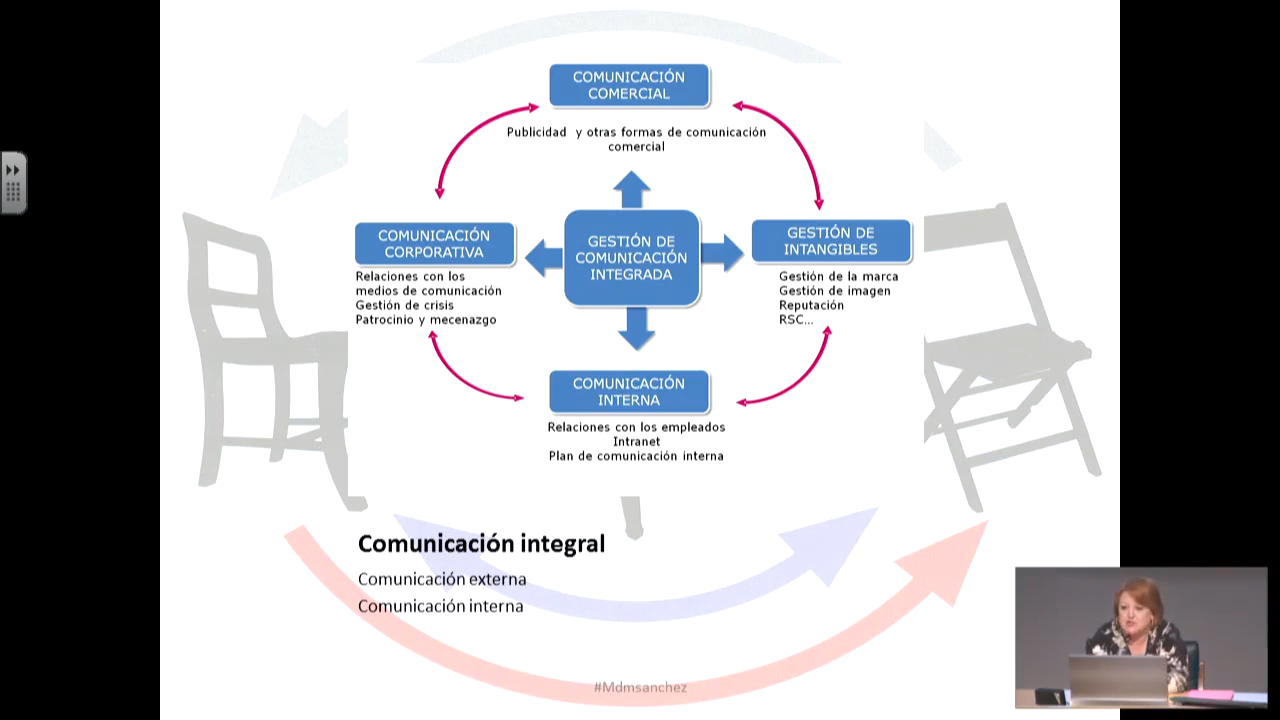 COMUNICACIÓN
COMERCIAL
Publicidad y otras formas de comunicación
comercial
COMUNICACIÓN
CORPORATIVA
Relaciones con los
medios de comunicación
Gestión de crisis
Patrocinio y mecenazgo
GESTIÓN DE
COMUNICACIÓN
INTEGRADA
GESTIÓN DE
INTANGIBLES
Gestión de la marca
Gestión de imagen
Reputación
RSC...
COMUNICACIÓN
INTERNA
Relaciones con los empleados
Intranet
Plan de comunicación interna
Comunicación integral
Comunicación externa
Comunicación interna
#Mdmsanchez